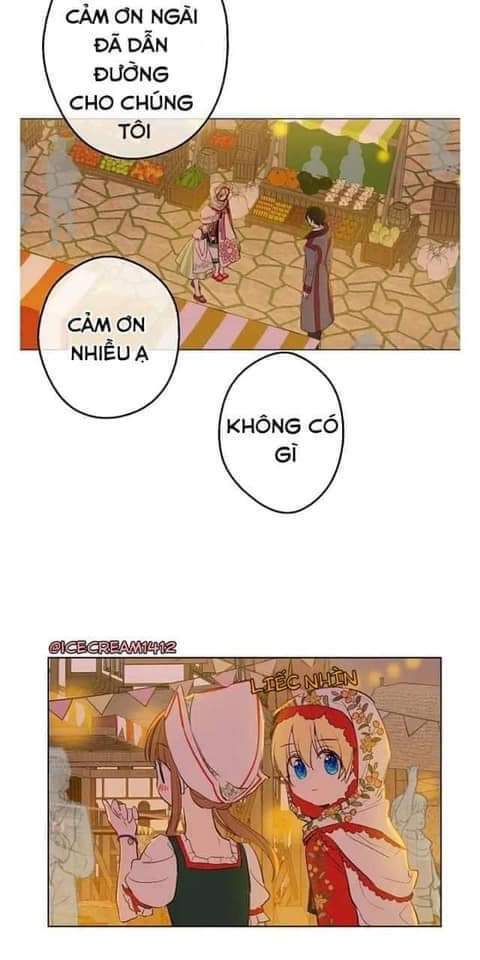 CẢM ƠN NGÀI
ĐÃ DẪN
ĐƯỜNG
CHO CHÚNG
TÔI
CẢM ƠN
NHIỀU Ạ
KHÔNG CÓ
GÌ
@ICECREAM1412
LIẾC NHÌN